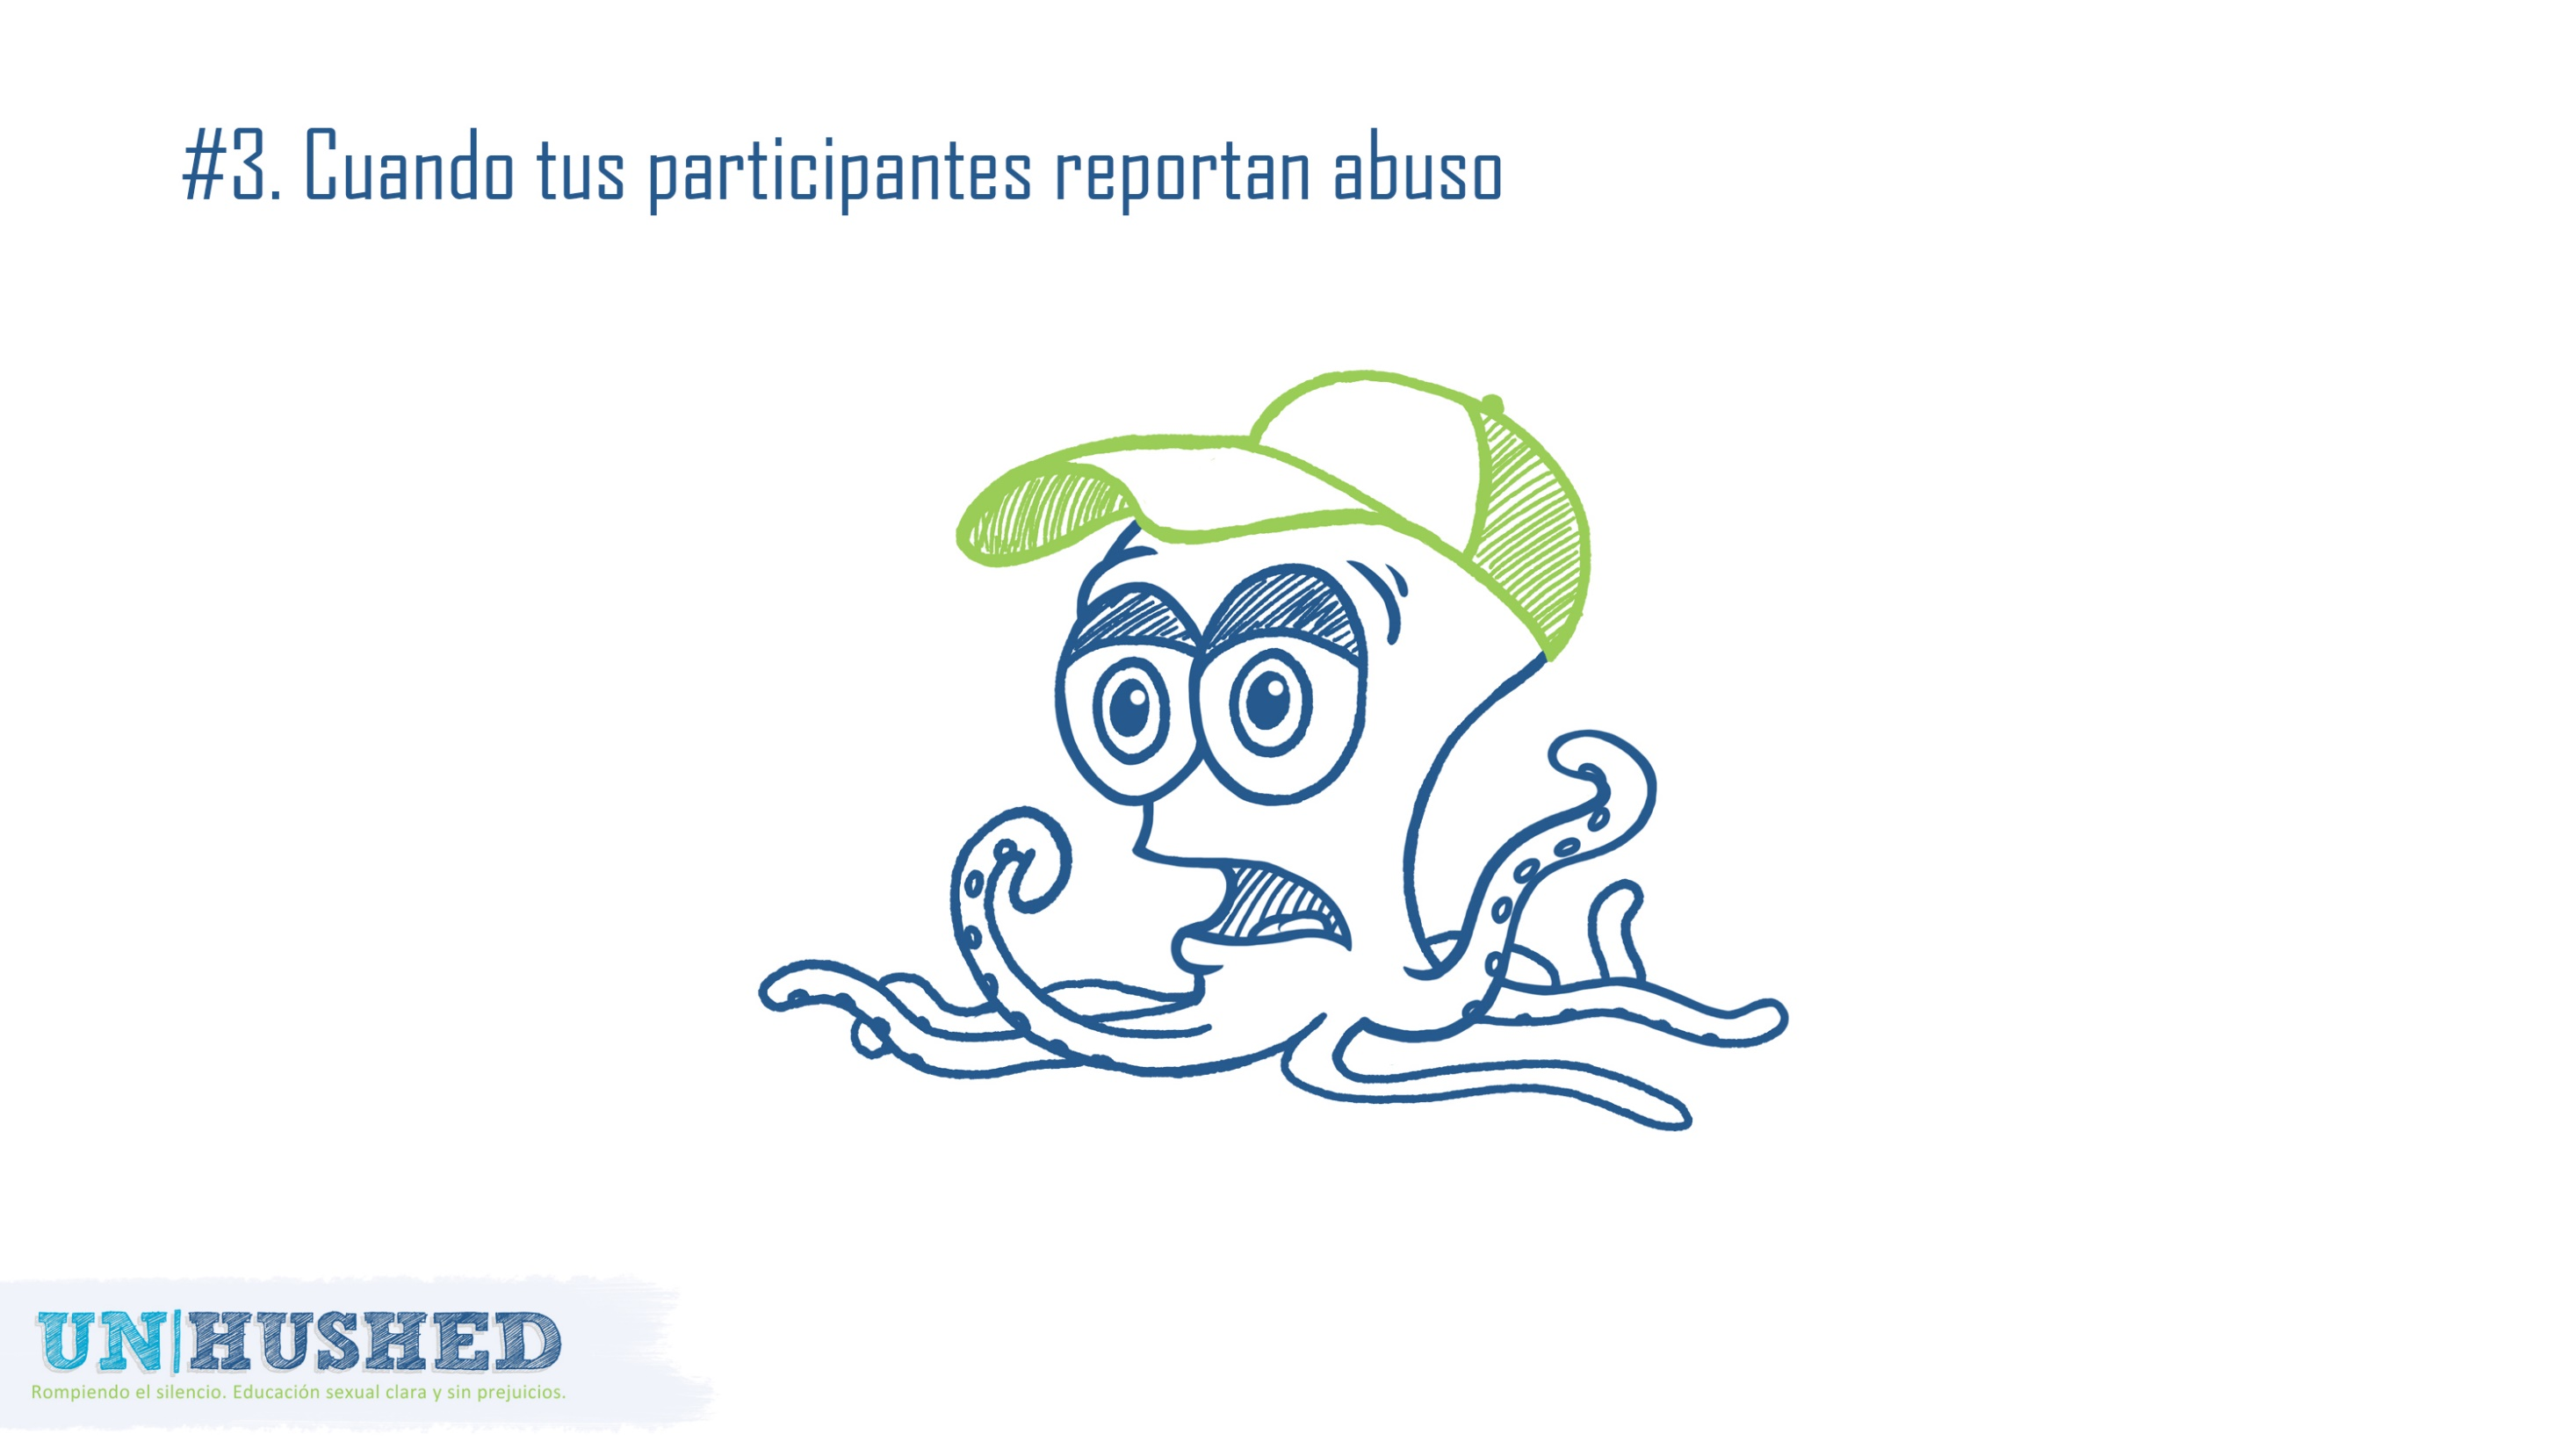 #3. Cuando tus participantes reportan abuso
UN|HUSHED
Rompiendo el silencio. Educación sexual clara y sin prejuicios.